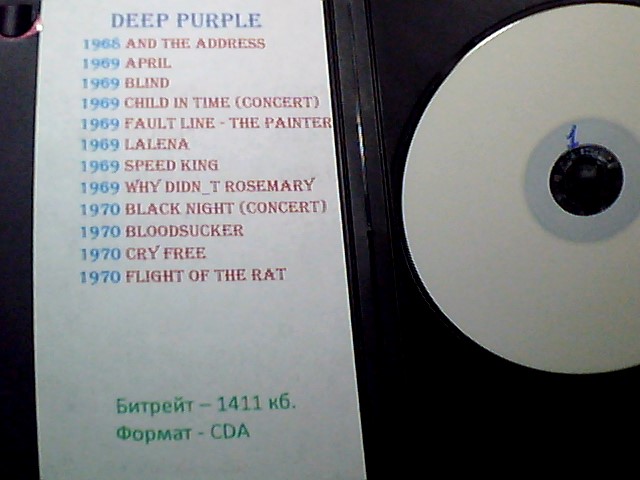 DEEP PURPLE
1968 AND THE ADDRESS
1969 APRIL
1969 BLIND
1969 CHILD IN TIME (CONCERT)
1969 FAULT LINE - THE PAINTER
1969 LALENA
1969 SPEED KING
1969 WHY DIDN_T ROSEMARY
1970 BLACK NIGHT (CONCERT)
1970 BLOODSUCKER
1970 CRY FREE
1970 FLIGHT OF THE RAT
Битрейт – 1411 кб.
Формат - CDA
1